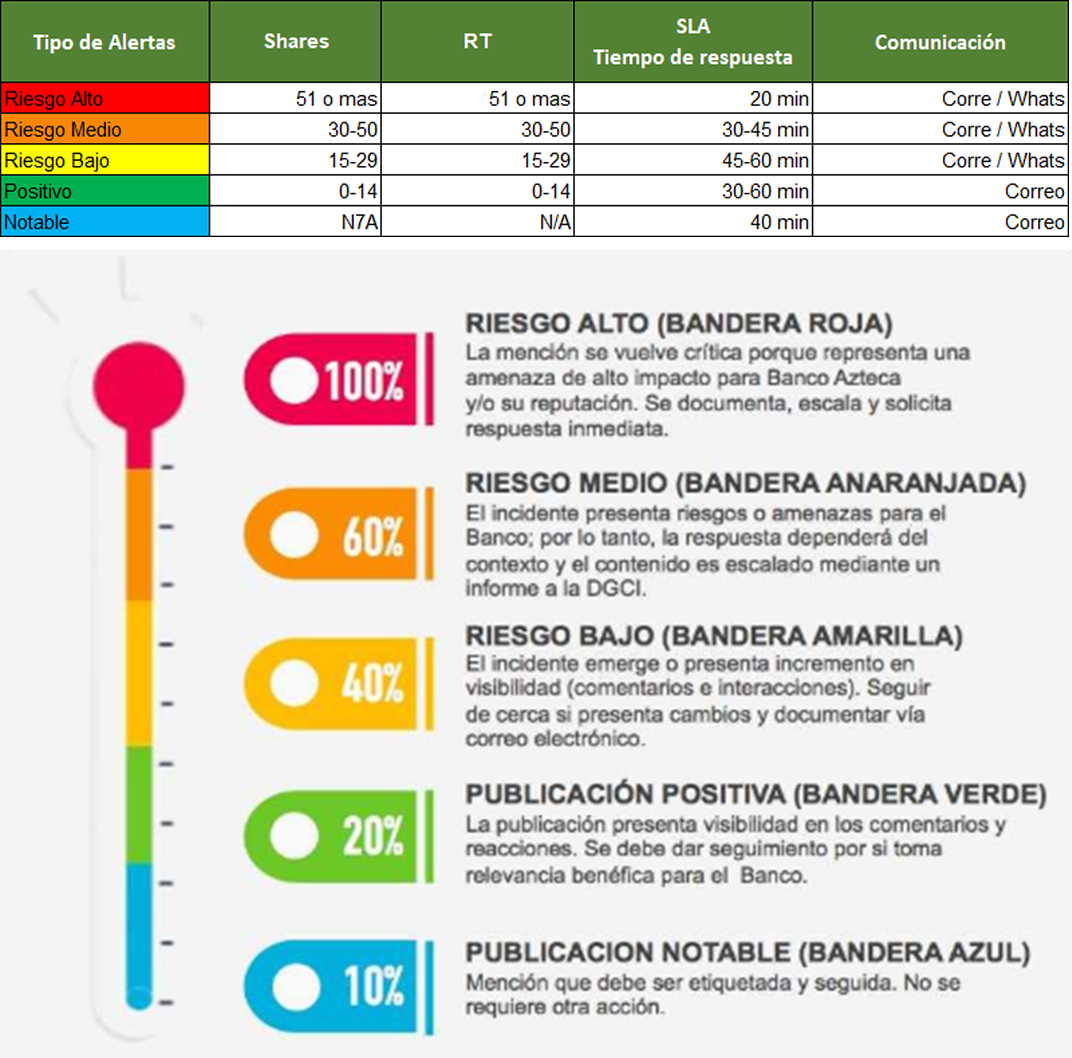 Tipo de Alertas Shares RT SLA Tiempo de respuesta Comunicación
Riesgo Alto 51 o mas 51 o mas 20 min Corre / Whats
Riesgo Medio 30-50 30-50 30-45 min Corre / Whats
Riesgo Bajo 15-29 15-29 45-60 min Corre / Whats
Positivo 0-14 0-14 30-60 min Correo
Notable N7A N/A 40 min Correo
100%
RIESGO ALTO (BANDERA ROJA)
La mención se vuelve crítica porque representa una
amenaza de alto impacto para Banco Azteca
y/o su reputación. Se documenta, escala y solicita
respuesta inmediata.
60%
RIESGO MEDIO (BANDERA ANARANJADA)
El incidente presenta riesgos o amenazas para el
Banco; por lo tanto, la respuesta dependerá del
contexto y el contenido es escalado mediante un
informe a la DGCI.
40%
RIESGO BAJO (BANDERA AMARILLA)
El incidente emerge o presenta incremento en
visibilidad (comentarios e interacciones). Seguir
de cerca si presenta cambios y documentar vía
correo electrónico.
20%
PUBLICACIÓN POSITIVA (BANDERA VERDE)
La publicación presenta visibilidad en los comentarios y
reacciones. Se debe dar seguimiento por si toma
relevancia benéfica para el Banco.
10%
PUBLICACION NOTABLE (BANDERA AZUL)
Mención que debe ser etiquetada y seguida. No se
requiere otra acción.